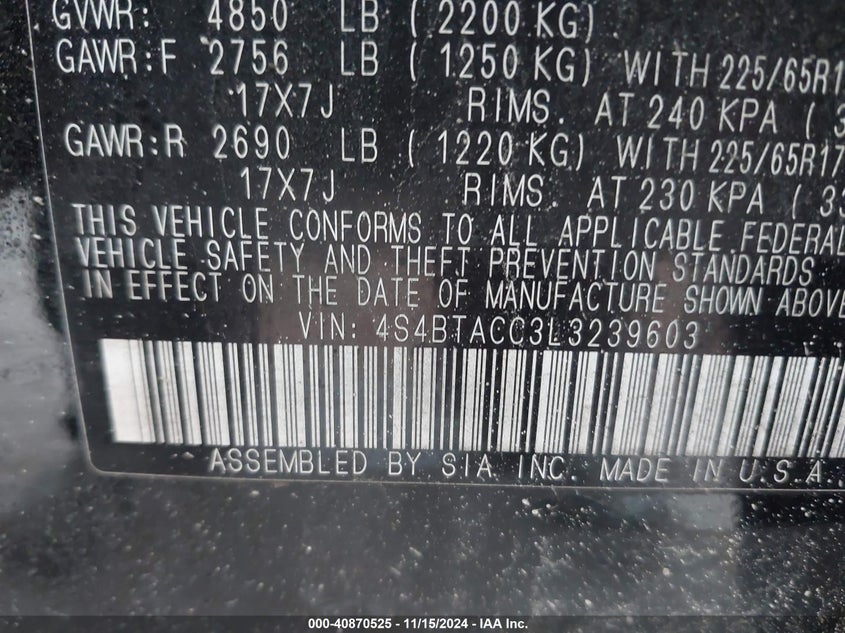 GVWR: 4850 LB ( 2200 KG).
GAWR:F 2756 LB ( 1250 KG) WITH 225/65R1
17X7J RIMS. AT 240 KPA ( 3
GAWR:R 2690 LB ( 1220 KG) WITH 225/65R17
17X7J RIMS. AT 230 KPA ( 33
THIS VEHICLE CONFORMS TO ALL APPLICABLE FEDERAL
VEHICLE SAFETY AND THEFT PREVENTION STANDARDS
IN EFFECT ON THE DATE OF MANUFACTURE SHOWN ABOVE
VIN: 4S4BTACC3L3239603
ASSEMBLED BY SIA INC. MADE IN U.S.A.
000-40870525 - 11/15/2024 - IAA Inc.